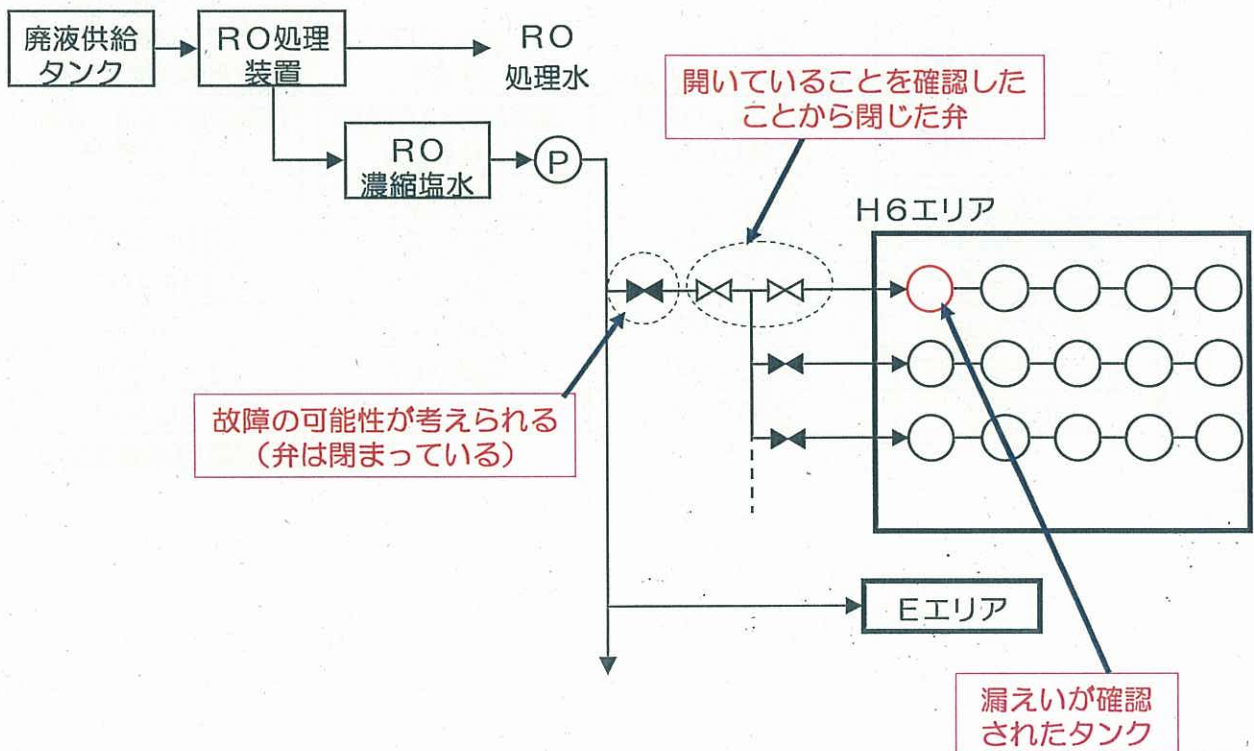 廃液供給
タンク
RO処理
装置
RO
処理水
開いていることを確認した
ことから閉じた弁
RO
濃縮塩水
P
H6エリア
故障の可能性が考えられる
(弁は閉まっている)
Eエリア
漏えいが確認
されたタンク